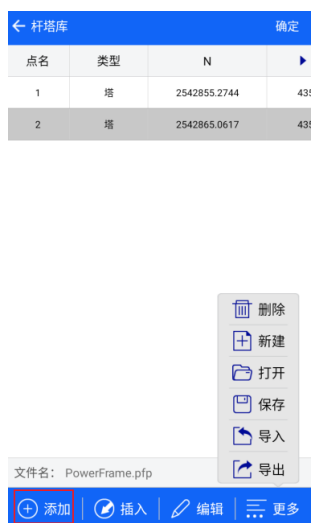 杆塔库 确定
点名 类型 N
1 塔 2542855.2744 435
2 塔 2542865.0617 435
删除
新建
打开
保存
导入
导出
文件名： PowerFrame.pfp
添加 插入 编辑 更多